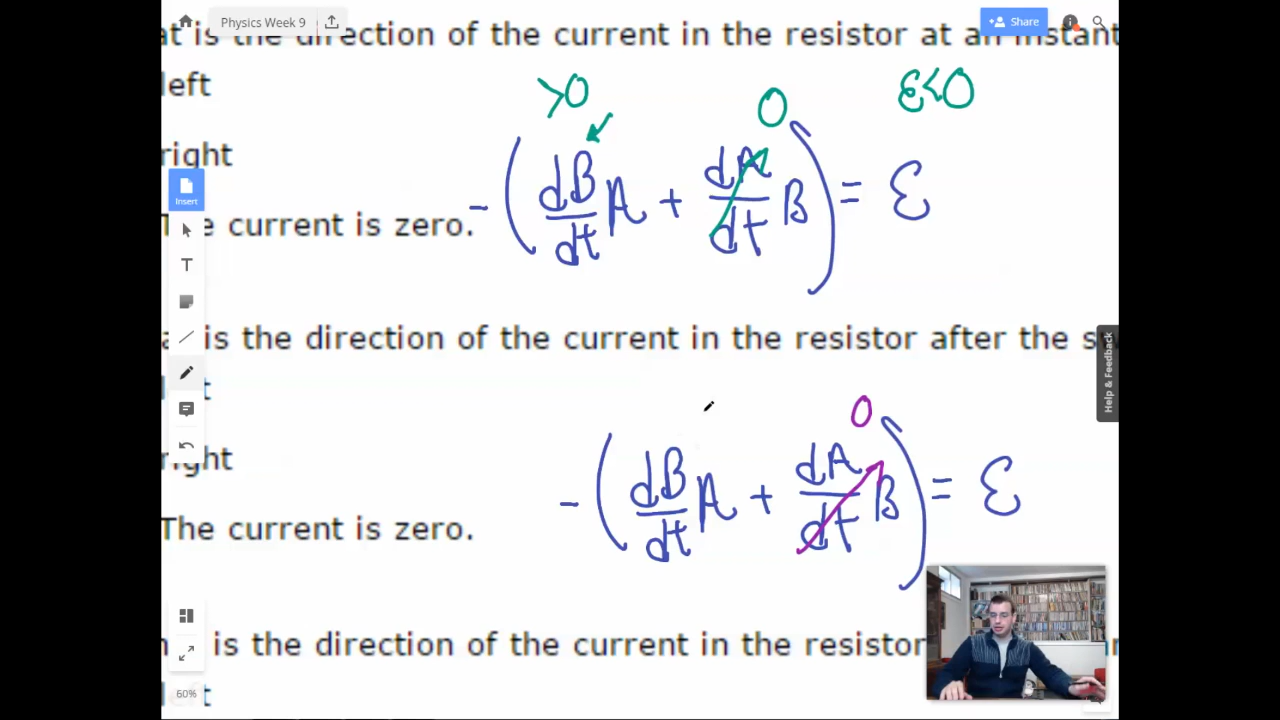 Physics Week 9
Share
at is the direction of the current in the resistor at an instant
left
>0
0
ε<0
right
-(dB/dt A + dA/dt B) = ε
Insert
The current is zero.
T
is the direction of the current in the resistor after the
Help & Feedback
0
right
-(dB/dt A + dA/dt B) = ε
The current is zero.
is the direction of the current in the resistor
60%
left